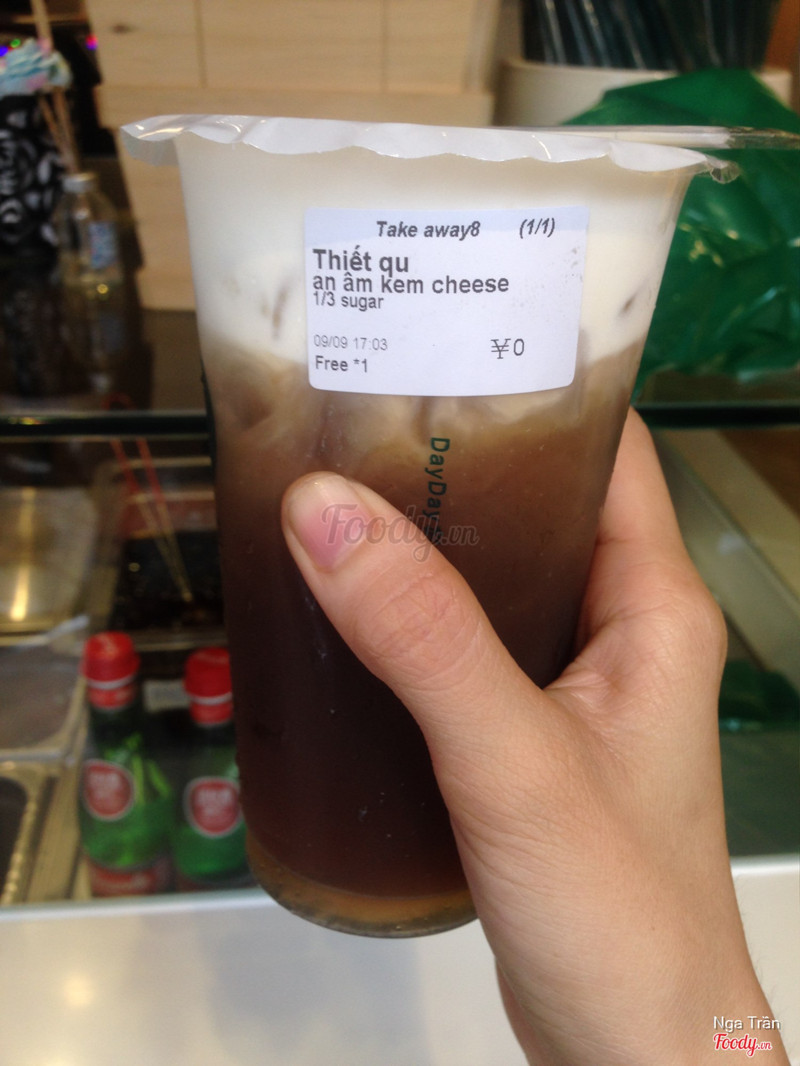 Take away8 (1/1)
Thiết qu
an âm kem cheese
1/3 sugar
09/09 17:03
¥0
Free *1
DayDay
Foody.vn
Nga Trần
Foody.vn